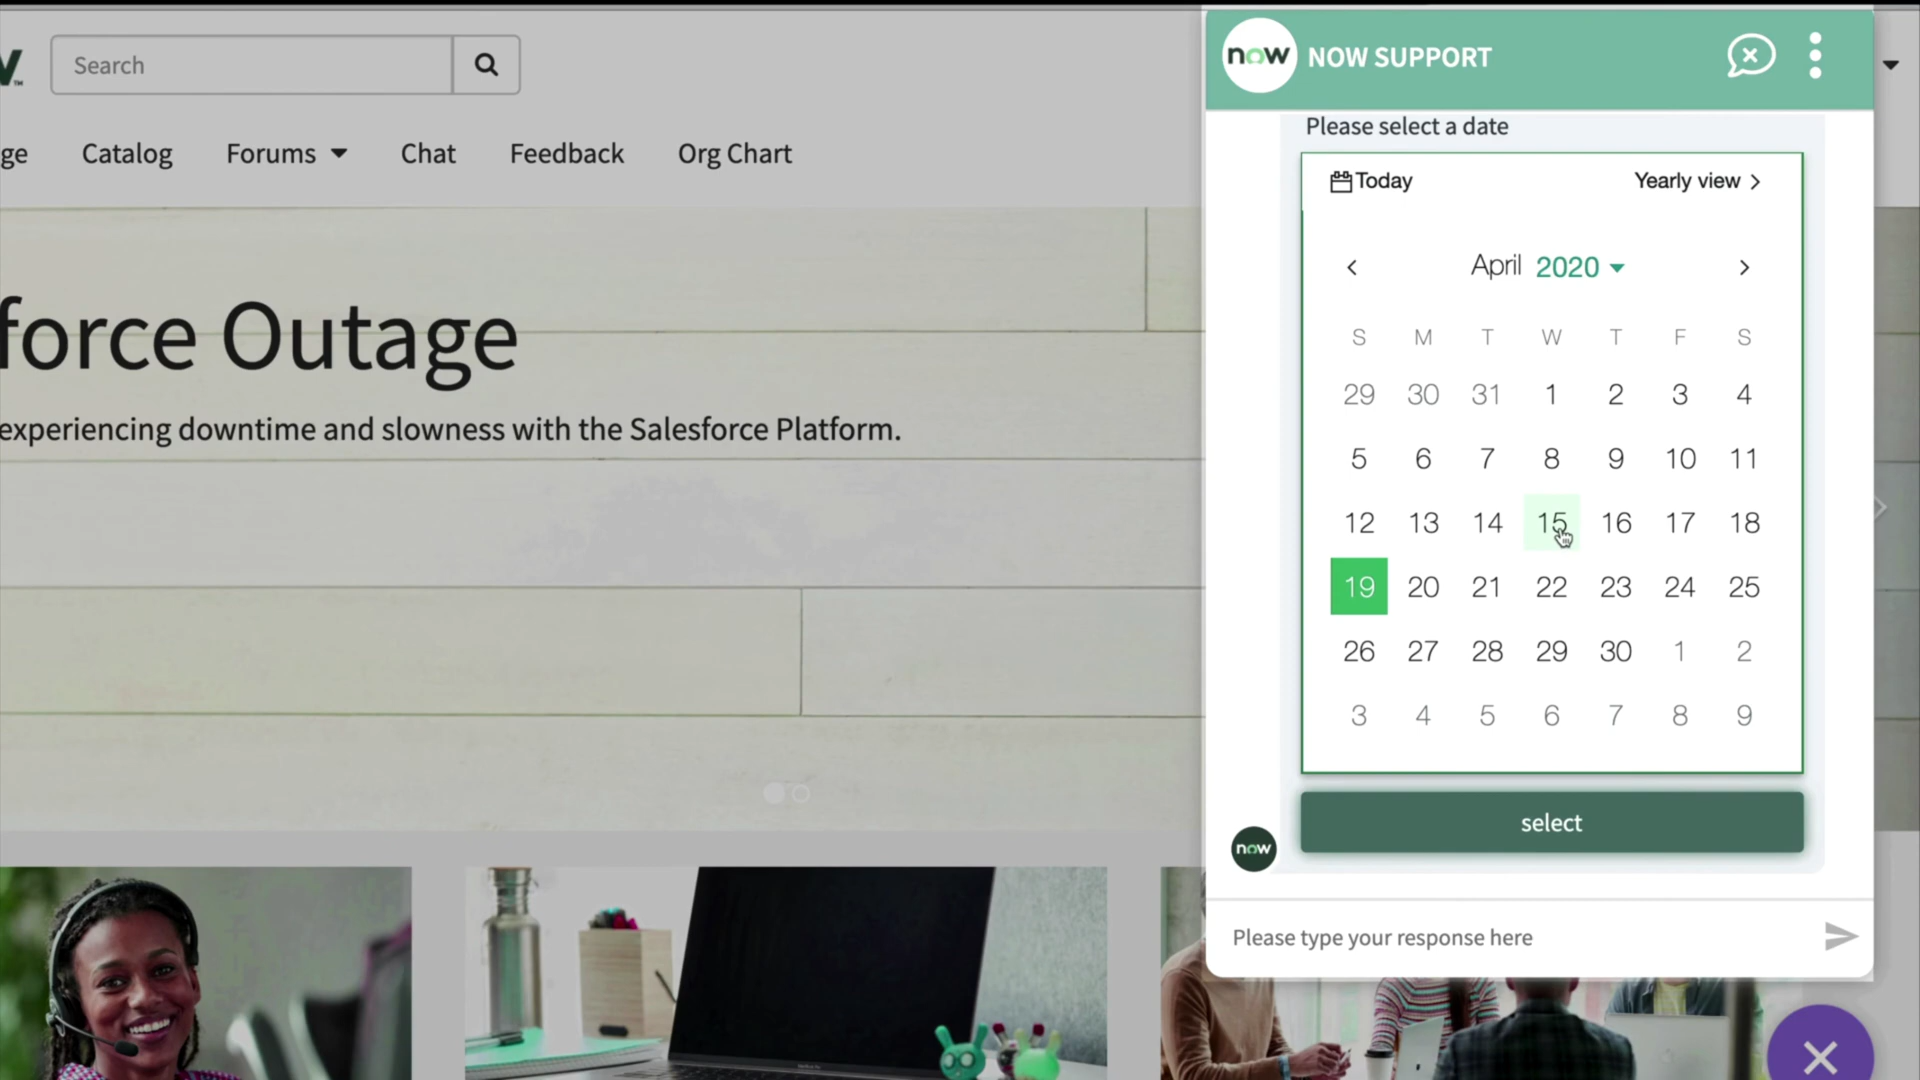 Search
now
NOW SUPPORT
ge
Catalog
Forums
Chat
Feedback
Org Chart
Please select a date
Today
Yearly view
April 2020
S M T W T F S
29 30 31 1 2 3 4
5 6 7 8 9 10 11
12 13 14 15 16 17 18
19 20 21 22 23 24 25
26 27 28 29 30 1 2
3 4 5 6 7 8 9
select
now
Please type your response here
force Outage
experiencing downtime and slowness with the Salesforce Platform.